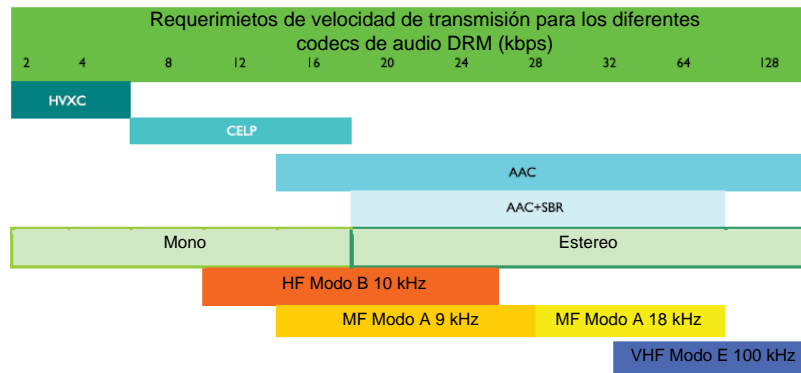 Requerimietos de velocidad de transmisión para los diferentes
codecs de audio DRM (kbps)
2 4 8 12 16 20 24 28 32 64 128
HVXC
CELP
AAC
AAC+SBR
Mono Estereo
HF Modo B 10 kHz
MF Modo A 9 kHz MF Modo A 18 kHz
VHF Modo E 100 kHz